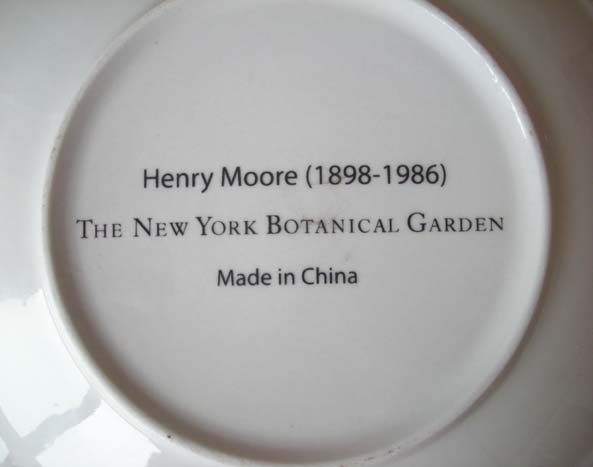 Henry Moore (1898-1986)
THE NEW YORK BOTANICAL GARDEN
Made in China